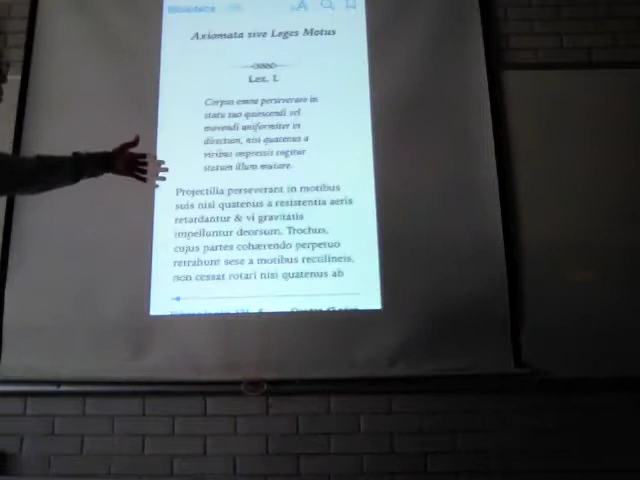 Biblioteca
A
Axiomata sive Leges Motus
Lex. I.
Corpus omne perseverare in
statu suo quiescendi vel
movendi uniformiter in
directum, nisi quatenus a
viribus impressis cogitur
statum illum mutare.
Projectilia perseverant in motibus
suis nisi quatenus a resistentia aeris
retardantur & vi gravitatis
impelluntur deorsum. Trochus,
cujus partes cohærendo perpetuo
retrahunt sese a motibus rectilineis,
non cessat rotari nisi quatenus ab